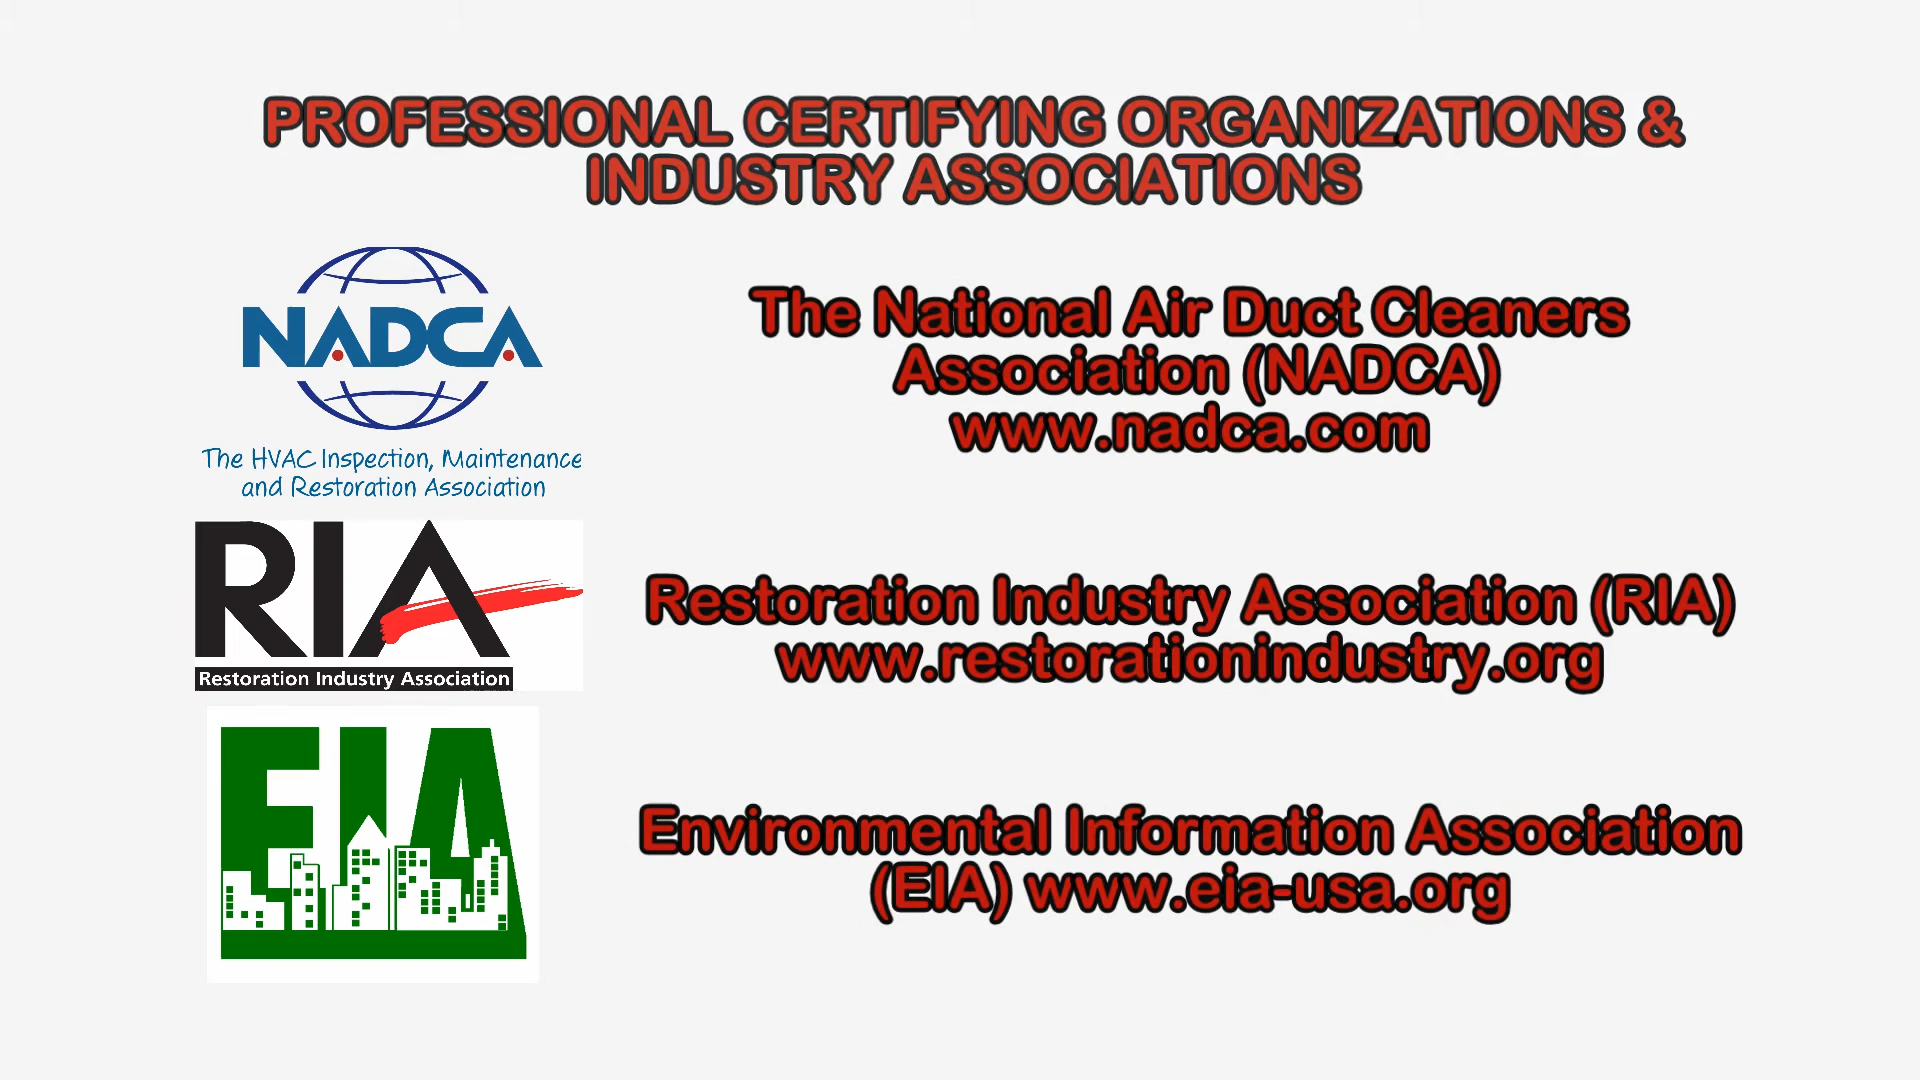 PROFESSIONAL CERTIFYING ORGANIZATIONS &
INDUSTRY ASSOCIATIONS
NADCA
The HVAC Inspection, Maintenance
and Restoration Association
The National Air Duct Cleaners
Association (NADCA)
www.nadca.com
RIA
Restoration Industry Association
Restoration Industry Association (RIA)
www.restorationindustry.org
EIA
Environmental Information Association
(EIA) www.eia-usa.org